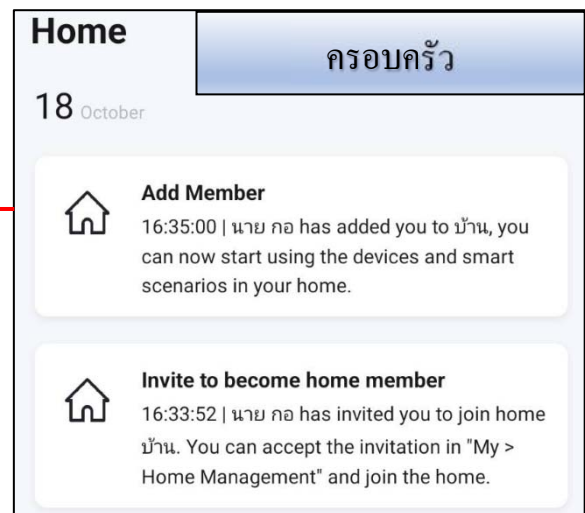 Home
ครอบครัว
18 October
Add Member
16:35:00 | นาย กอ has added you to บ้าน, you
can now start using the devices and smart
scenarios in your home.
Invite to become home member
16:33:52 | นาย กอ has invited you to join home
บ้าน. You can accept the invitation in "My >
Home Management" and join the home.